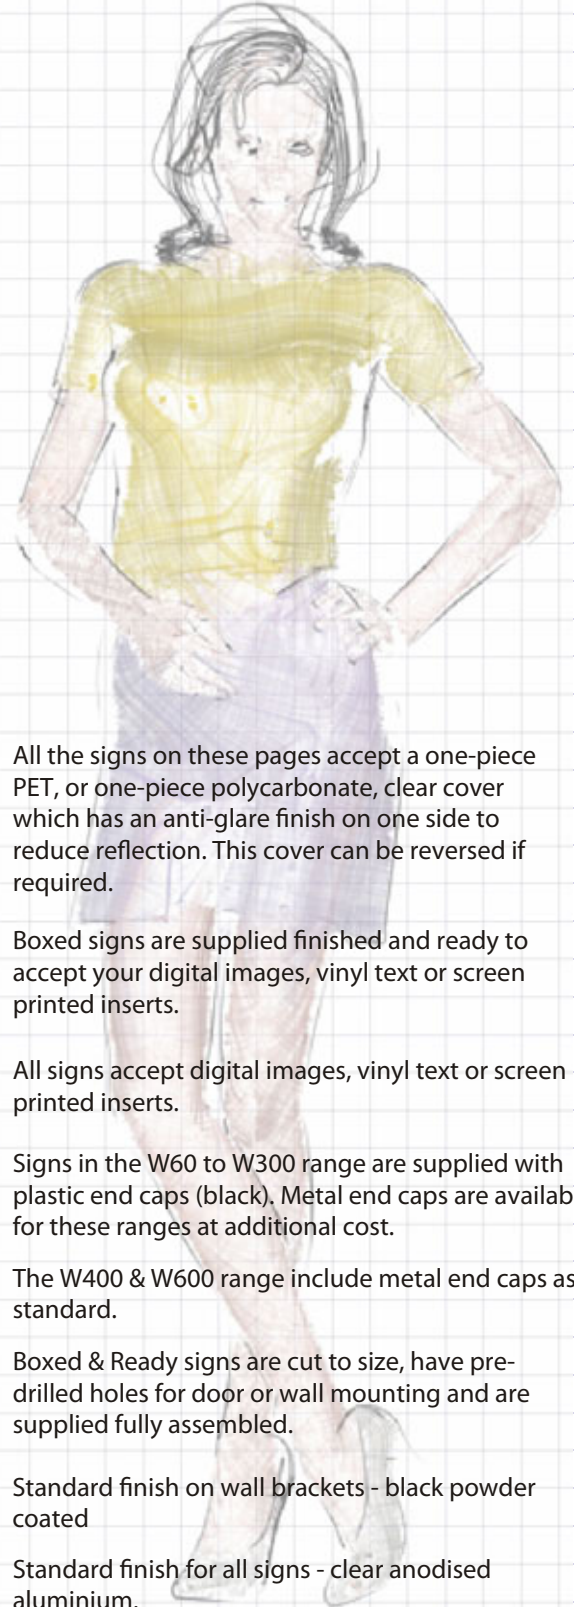 All the signs on these pages accept a one-piece
PET, or one-piece polycarbonate, clear cover
which has an anti-glare finish on one side to
reduce reflection. This cover can be reversed if
required.
Boxed signs are supplied finished and ready to
accept your digital images, vinyl text or screen
printed inserts.
All signs accept digital images, vinyl text or screen
printed inserts.
Signs in the W60 to W300 range are supplied with
plastic end caps (black). Metal end caps are availab
for these ranges at additional cost.
The W400 & W600 range include metal end caps as
standard.
Boxed & Ready signs are cut to size, have pre-
drilled holes for door or wall mounting and are
supplied fully assembled.
Standard finish on wall brackets - black powder
coated
Standard finish for all signs - clear anodised
aluminium.